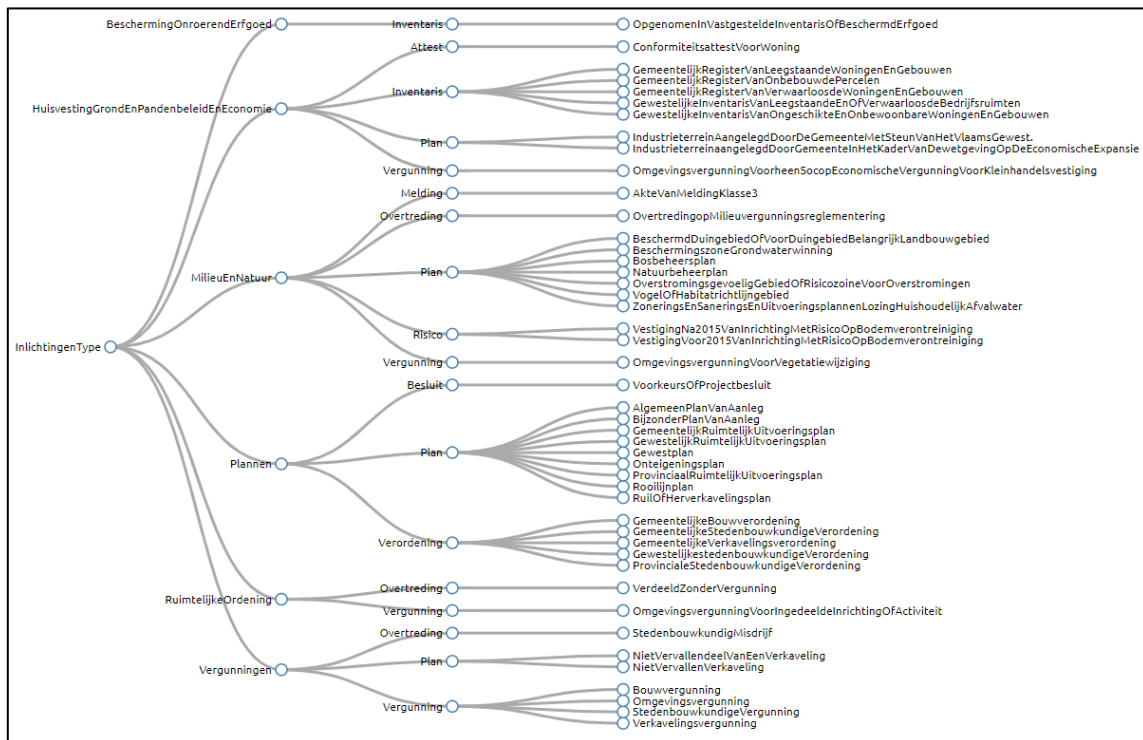 BeschermingOnroerendErfgoed
Inventaris
OpgenomenInVastgesteldeInventarisOfBeschermdErfgoed
Attest
ConformiteitsattestVoorWoning
HuisvestingGrondEnPandenbeleidEnEconomie
Inventaris
GemeentelijkRegisterVanLeegstaandeWoningenEnGebouwen
GemeentelijkRegisterVanOnbebouwdePercelen
GemeentelijkRegisterVanVerwaarloosdeWoningenEnGebouwen
GewestelijkeInventarisVanLeegstaandeEnOfVerwaarloosdeBedrijfsruimten
GewestelijkeInventarisVanOngeschikteEnOnbewoonbareWoningenEnGebouwen
Plan
IndustrieterreinAangelegdDoorDeGemeenteMetSteunVanHetVlaamsGewest.
IndustrieterreinaangelegdDoorGemeenteInHetKaderVanDewetgevingOpDeEconomischeExpansie
Vergunning
OmgevingsvergunningVoorheenSocopEconomischeVergunningVoorKleinhandelsvestiging
Melding
AkteVanMeldingKlasse3
Overtreding
OvertredingopMilieuvergunningsreglementering
MilieuEnNatuur
Plan
BeschermdDuingebiedOfVoorDuingebiedBelangrijkLandbouwgebied
BeschermingszoneGrondwaterwinning
Bosbeheersplan
Natuurbeheerplan
OverstromingsgevoeligGebiedOfRisicozoineVoorOverstromingen
VogelOfHabitatrichtlijngebied
ZoneringsEnSaneringsEnUitvoeringsplannenLozingHuishoudelijkAfvalwater
Risico
VestigingNa2015VanInrichtingMetRisicoOpBodemverontreiniging
VestigingVoor2015VanInrichtingMetRisicoOpBodemverontreiniging
InlichtingenType
Vergunning
OmgevingsvergunningVoorVegetatiewijziging
Besluit
VoorkeursOfProjectbesluit
Plannen
Plan
AlgemeenPlanVanAanleg
BijzonderPlanVanAanleg
GemeentelijkRuimtelijkUitvoeringsplan
GewestelijkRuimtelijkUitvoeringsplan
Gewestplan
Onteigeningsplan
ProvinciaalRuimtelijkUitvoeringsplan
Rooilijnplan
RuilOfHerverkavelingsplan
Verordening
GemeentelijkeBouwverordening
GemeentelijkeStedenbouwkundigeVerordening
GemeentelijkeVerkavelingsverordening
GewestelijkestedenbouwkundigeVerordening
ProvincialeStedenbouwkundigeVerordening
RuimtelijkeOrdening
Overtreding
VerdeeldZonderVergunning
Vergunning
OmgevingsvergunningVoorIngedeeldeInrichtingOfActiviteit
Overtreding
StedenbouwkundigMisdrijf
Vergunningen
Plan
NietVervallendeelVanEenVerkaveling
NietVervallenVerkaveling
Vergunning
Bouwvergunning
Omgevingsvergunning
StedenbouwkundigeVergunning
Verkavelingsvergunning